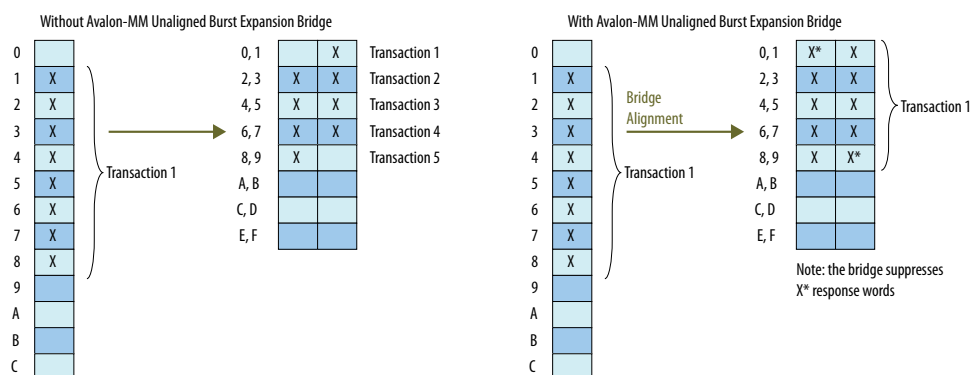 Without Avalon-MM Unaligned Burst Expansion Bridge
0
1 X
2 X
3 X
4 X
5 X
6 X
7 X
8 X
9
A
B
C
Transaction 1
0, 1 X Transaction 1
2, 3 X X Transaction 2
4, 5 X X Transaction 3
6, 7 X X Transaction 4
8, 9 X Transaction 5
A, B
C, D
E, F
With Avalon-MM Unaligned Burst Expansion Bridge
0
1 X
2 X
3 X
4 X
5 X
6 X
7 X
8 X
9
A
B
C
Transaction 1
Bridge
Alignment
0, 1 X* X
2, 3 X X
4, 5 X X
6, 7 X X
8, 9 X X*
A, B
C, D
E, F
Transaction 1
Note: the bridge suppresses
X* response words